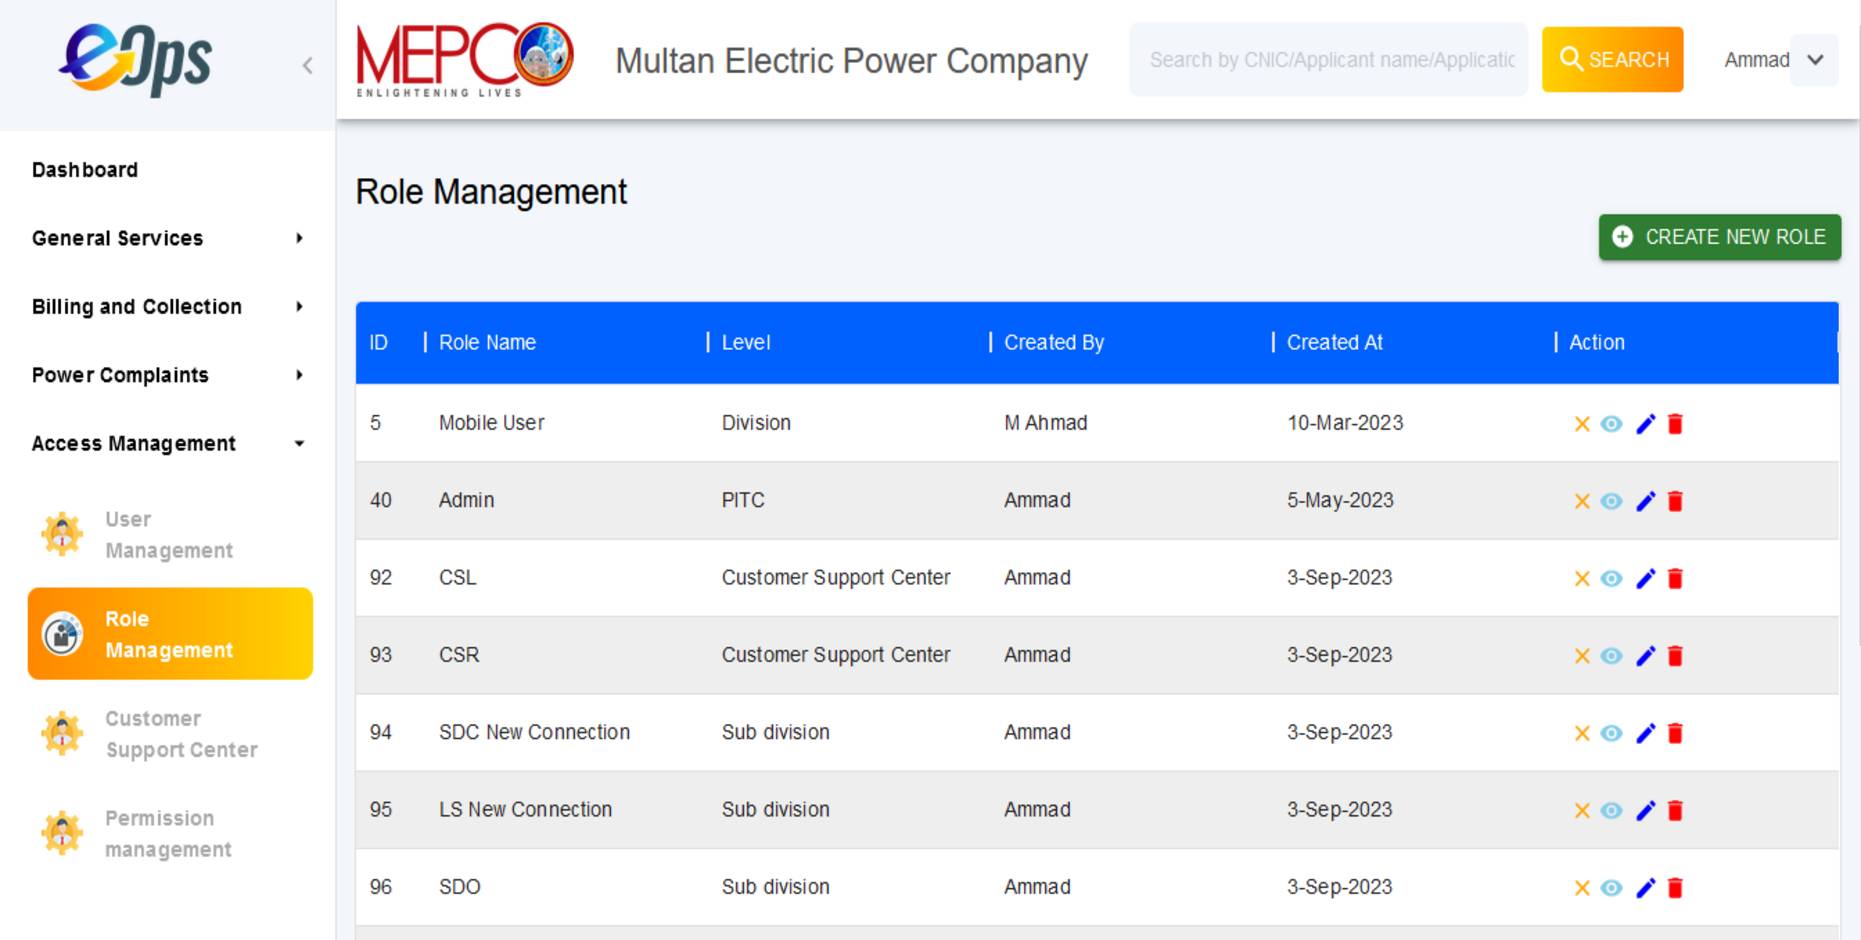 eOps
MEPCO
ENLIGHTENING LIVES
Multan Electric Power Company
Search by CNIC/Applicant name/Applicatic
SEARCH
Ammad
Dashboard
General Services
Billing and Collection
Power Complaints
Access Management
User
Management
Role
Management
Customer
Support Center
Permission
management
Role Management
CREATE NEW ROLE
ID Role Name Level Created By Created At Action
5 Mobile User Division M Ahmad 10-Mar-2023
40 Admin PITC Ammad 5-May-2023
92 CSL Customer Support Center Ammad 3-Sep-2023
93 CSR Customer Support Center Ammad 3-Sep-2023
94 SDC New Connection Sub division Ammad 3-Sep-2023
95 LS New Connection Sub division Ammad 3-Sep-2023
96 SDO Sub division Ammad 3-Sep-2023